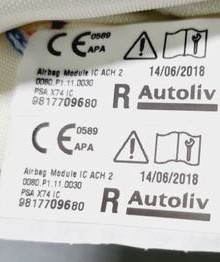 CE 0589
APA
Airbag Module IC ACH 2
0080.P1.11.0030
PSA X74 IC
9817709680
14/06/2018
R Autoliv
CE 0589
APA
Airbag Module IC ACH 2
0080.P1.11.0030
PSA X74 IC
9817709680
14/06/2018
R Autoliv